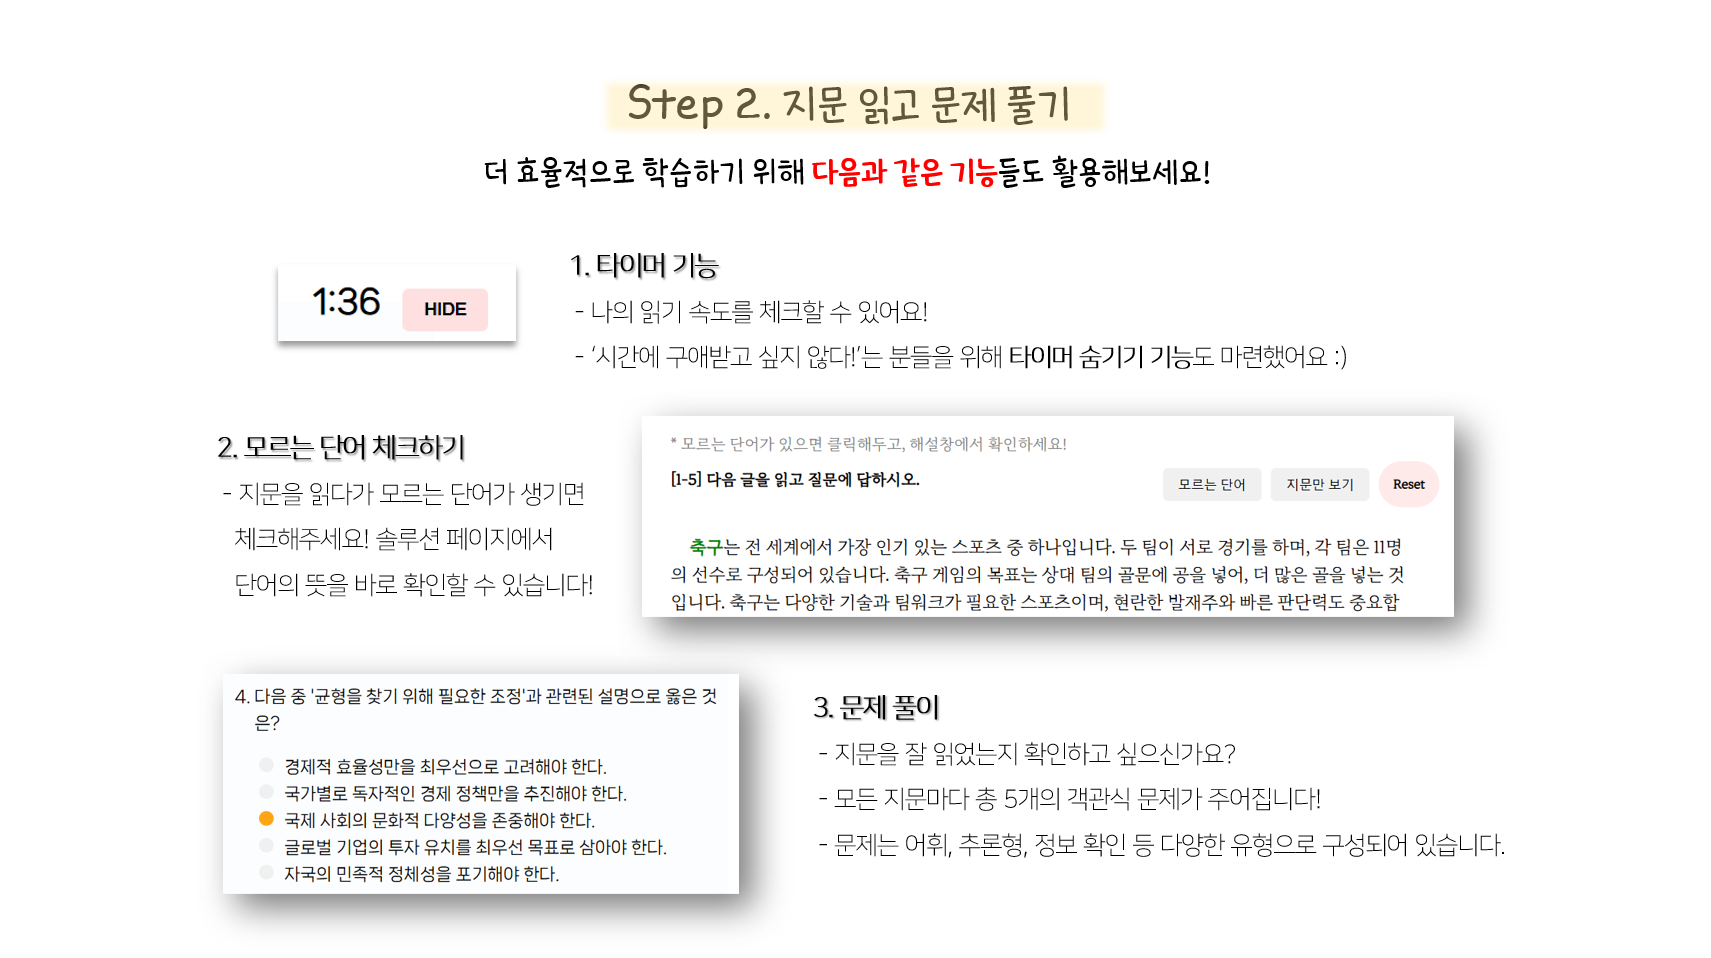 Step 2. 지문 읽고 문제 풀기
더 효율적으로 학습하기 위해 다음과 같은 기능들도 활용해보세요!
1:36
HIDE
1. 타이머 기능
- 나의 읽기 속도를 체크할 수 있어요!
- ‘시간에 구애받고 싶지 않다!’는 분들을 위해 타이머 숨기기 기능도 마련했어요 :)
2. 모르는 단어 체크하기
- 지문을 읽다가 모르는 단어가 생기면
체크해주세요! 솔루션 페이지에서
단어의 뜻을 바로 확인할 수 있습니다!
* 모르는 단어가 있으면 클릭해두고, 해설창에서 확인하세요!
[1-5] 다음 글을 읽고 질문에 답하시오.
모르는 단어
지문만 보기
Reset
축구는 전 세계에서 가장 인기 있는 스포츠 중 하나입니다. 두 팀이 서로 경기를 하며, 각 팀은 11명
의 선수로 구성되어 있습니다. 축구 게임의 목표는 상대 팀의 골문에 공을 넣어, 더 많은 골을 넣는 것
입니다. 축구는 다양한 기술과 팀워크가 필요한 스포츠이며, 현란한 발재주와 빠른 판단력도 중요합
4. 다음 중 '균형을 찾기 위해 필요한 조정'과 관련된 설명으로 옳은 것
은?
경제적 효율성만을 최우선으로 고려해야 한다.
국가별로 독자적인 경제 정책만을 추진해야 한다.
국제 사회의 문화적 다양성을 존중해야 한다.
글로벌 기업의 투자 유치를 최우선 목표로 삼아야 한다.
자국의 민족적 정체성을 포기해야 한다.
3. 문제 풀이
- 지문을 잘 읽었는지 확인하고 싶으신가요?
- 모든 지문마다 총 5개의 객관식 문제가 주어집니다!
- 문제는 어휘, 추론형, 정보 확인 등 다양한 유형으로 구성되어 있습니다.